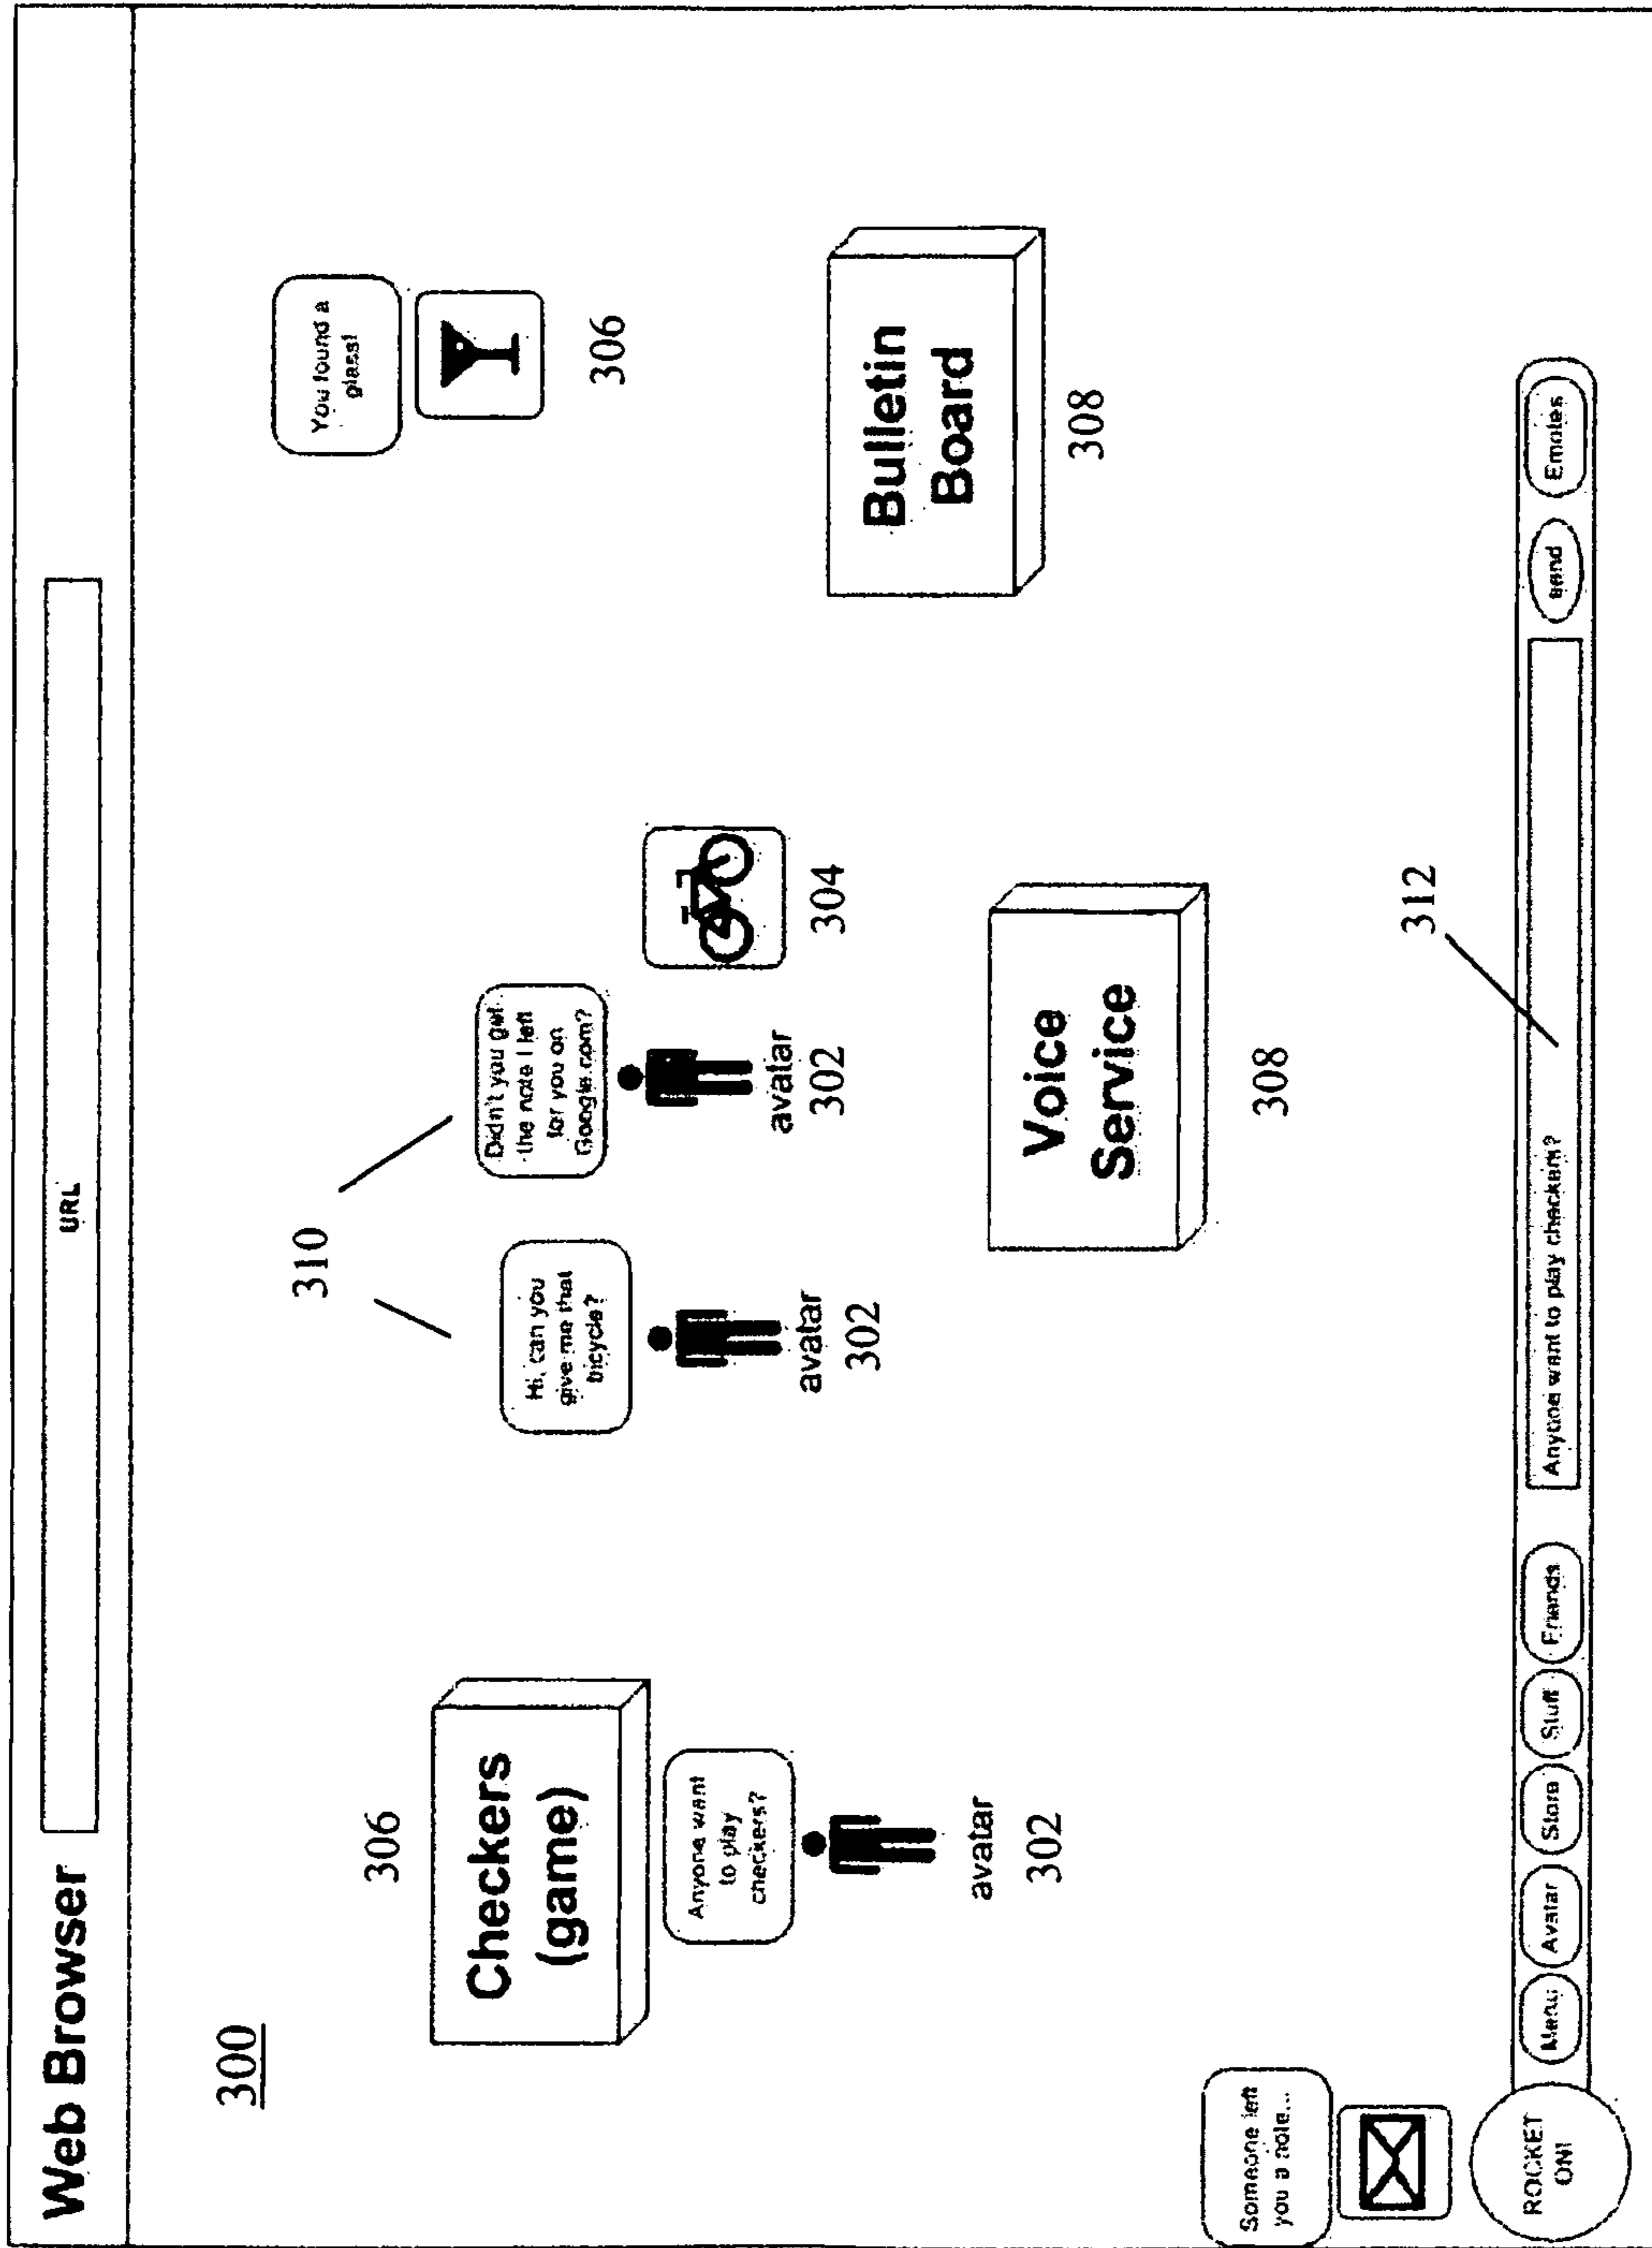 Web Browser
URL
300
310
306
Checkers
(game)
Anyone want
to play
checkers?
avatar
302
Hi, can you
give me that
bicycle?
avatar
302
Didn't you get
the note I left
for you on
Google.com?
avatar
302
304
You found a
glass!
306
Bulletin
Board
308
Voice
Service
308
312
Someone left
you a note...
ROCKET
ON!
Menu
Avatar
Store
Stuff
Friends
Anyone want to play checkers?
send
Emotes